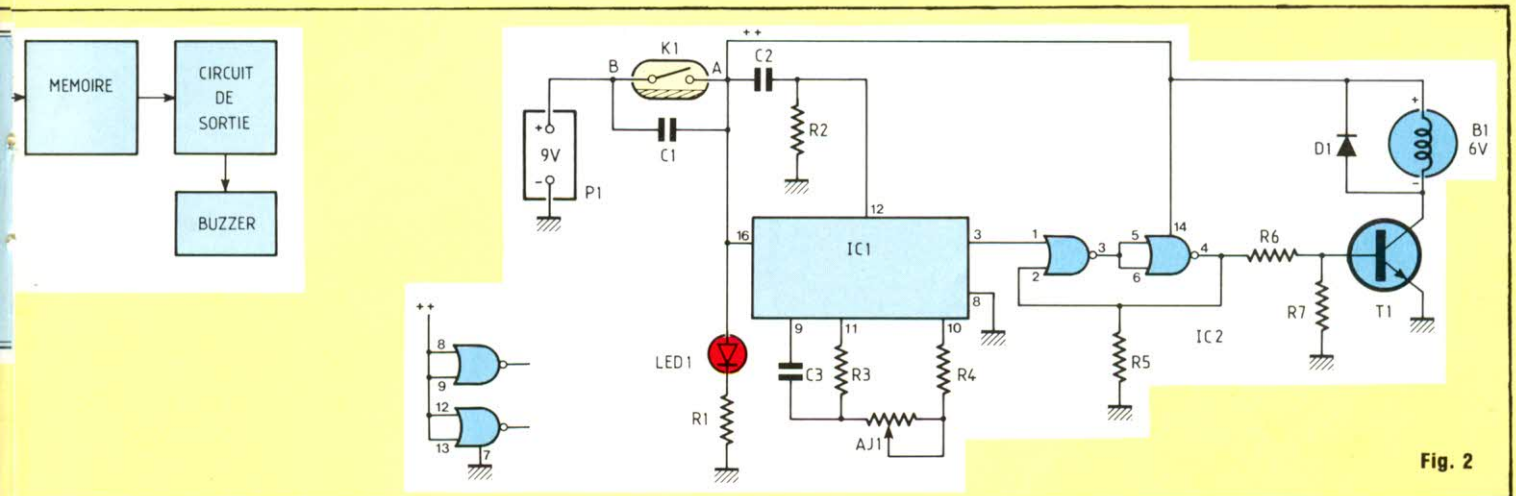 MEMOIRE
CIRCUIT
DE
SORTIE
BUZZER
++
K1
B
A
C2
C1
R2
+
9V
-
P1
12
16
IC1
3
8
9
11
10
LED1
R1
C3
R3
R4
AJ1
1
2
3
5
6
14
4
R6
R7
R5
IC2
T1
D1
+
B1
6V
-
++
8
9
12
13
7
Fig. 2